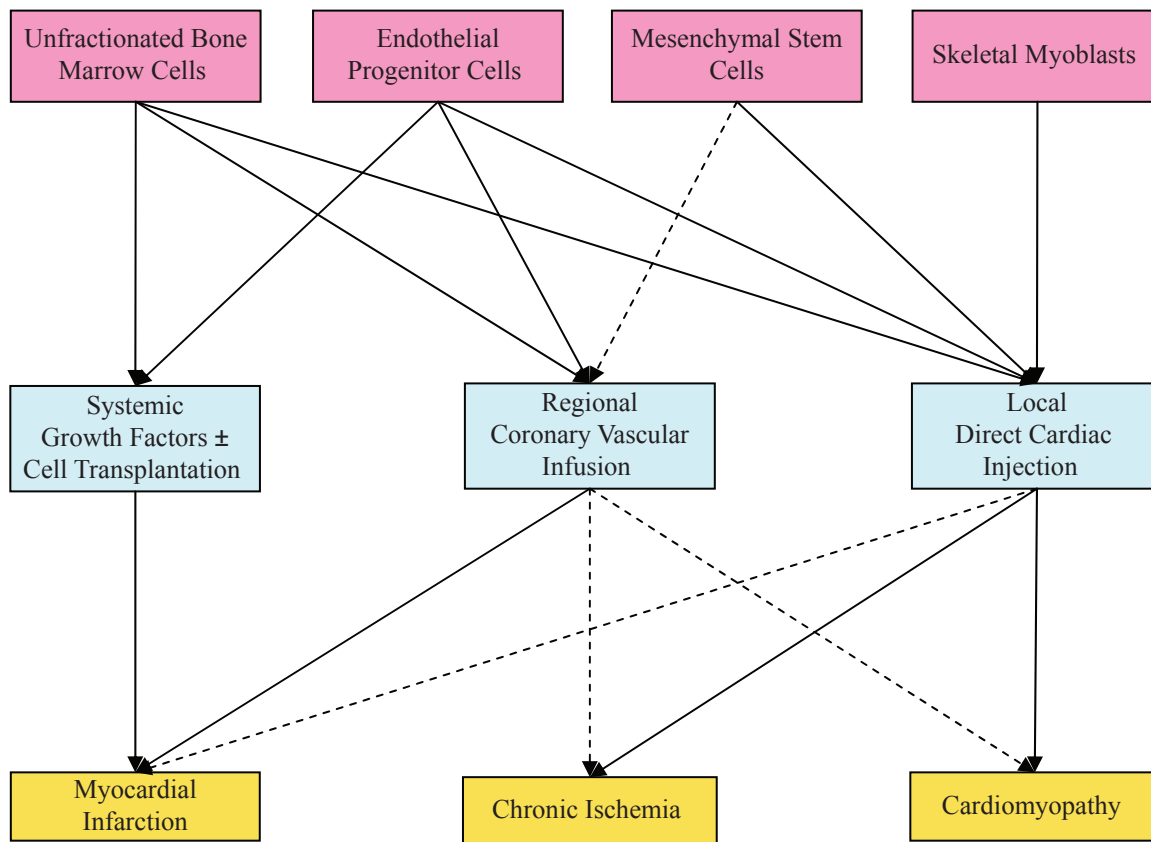 Unfractionated Bone
Marrow Cells
Endothelial
Progenitor Cells
Mesenchymal Stem
Cells
Skeletal Myoblasts
Systemic
Growth Factors ±
Cell Transplantation
Regional
Coronary Vascular
Infusion
Local
Direct Cardiac
Injection
Myocardial
Infarction
Chronic Ischemia
Cardiomyopathy